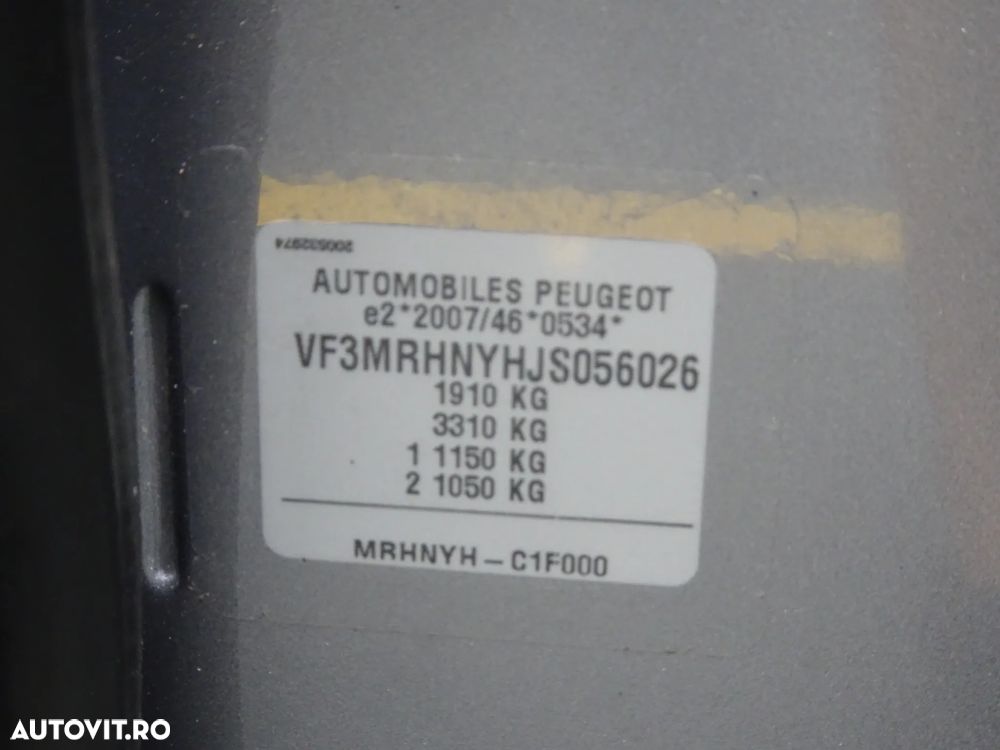 200532974
AUTOMOBILES PEUGEOT
e2*2007/46*0534*
VF3MRHNYHJS056026
1910 KG
3310 KG
1 1150 KG
2 1050 KG
MRHNYH – C1F000
AUTOVIT.RO